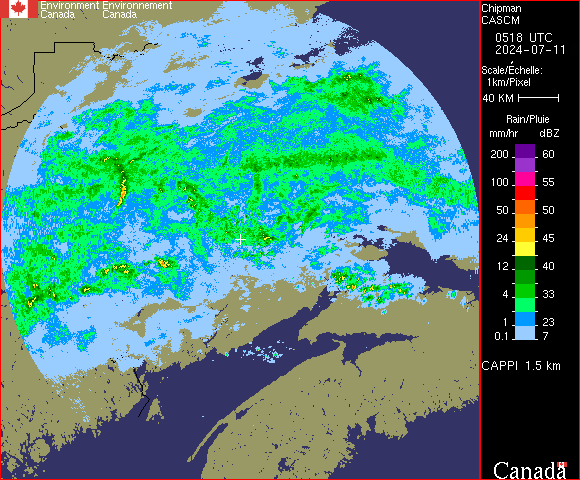 Environment Environnement
Canada Canada
Chipman
CASCM
0518 UTC
2024-07-11
Scale/Echelle:
1km/Pixel
40 KM
Rain/Pluie
mm/hr dBZ
200 60
100 55
50 50
24 45
12 40
4 33
1 23
0.1 7
CAPPI 1.5 km
Canada